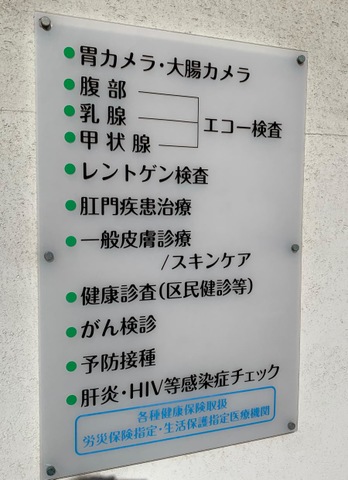 ●胃カメラ・大腸カメラ
●腹部
●乳腺 エコー検査
●甲状腺
●レントゲン検査
●肛門疾患治療
●一般皮膚診療
/スキンケア
●健康診査(区民健診等)
●がん検診
●予防接種
●肝炎・HIV等感染症チェック
各種健康保険取扱
労災保険指定・生活保護指定医療機関